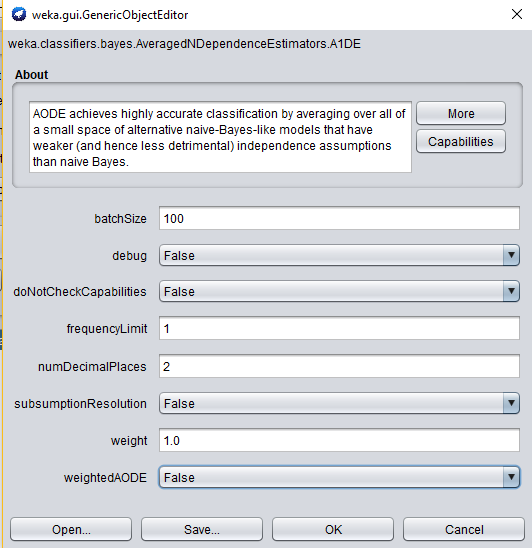 weka.gui.GenericObjectEditor
weka.classifiers.bayes.AveragedNDependenceEstimators.A1DE
About
AODE achieves highly accurate classification by averaging over all of
a small space of alternative naive-Bayes-like models that have
weaker (and hence less detrimental) independence assumptions
than naive Bayes.
More
Capabilities
batchSize 100
debug False
doNotCheckCapabilities False
frequencyLimit 1
numDecimalPlaces 2
subsumptionResolution False
weight 1.0
weightedAODE False
Open... Save... OK Cancel